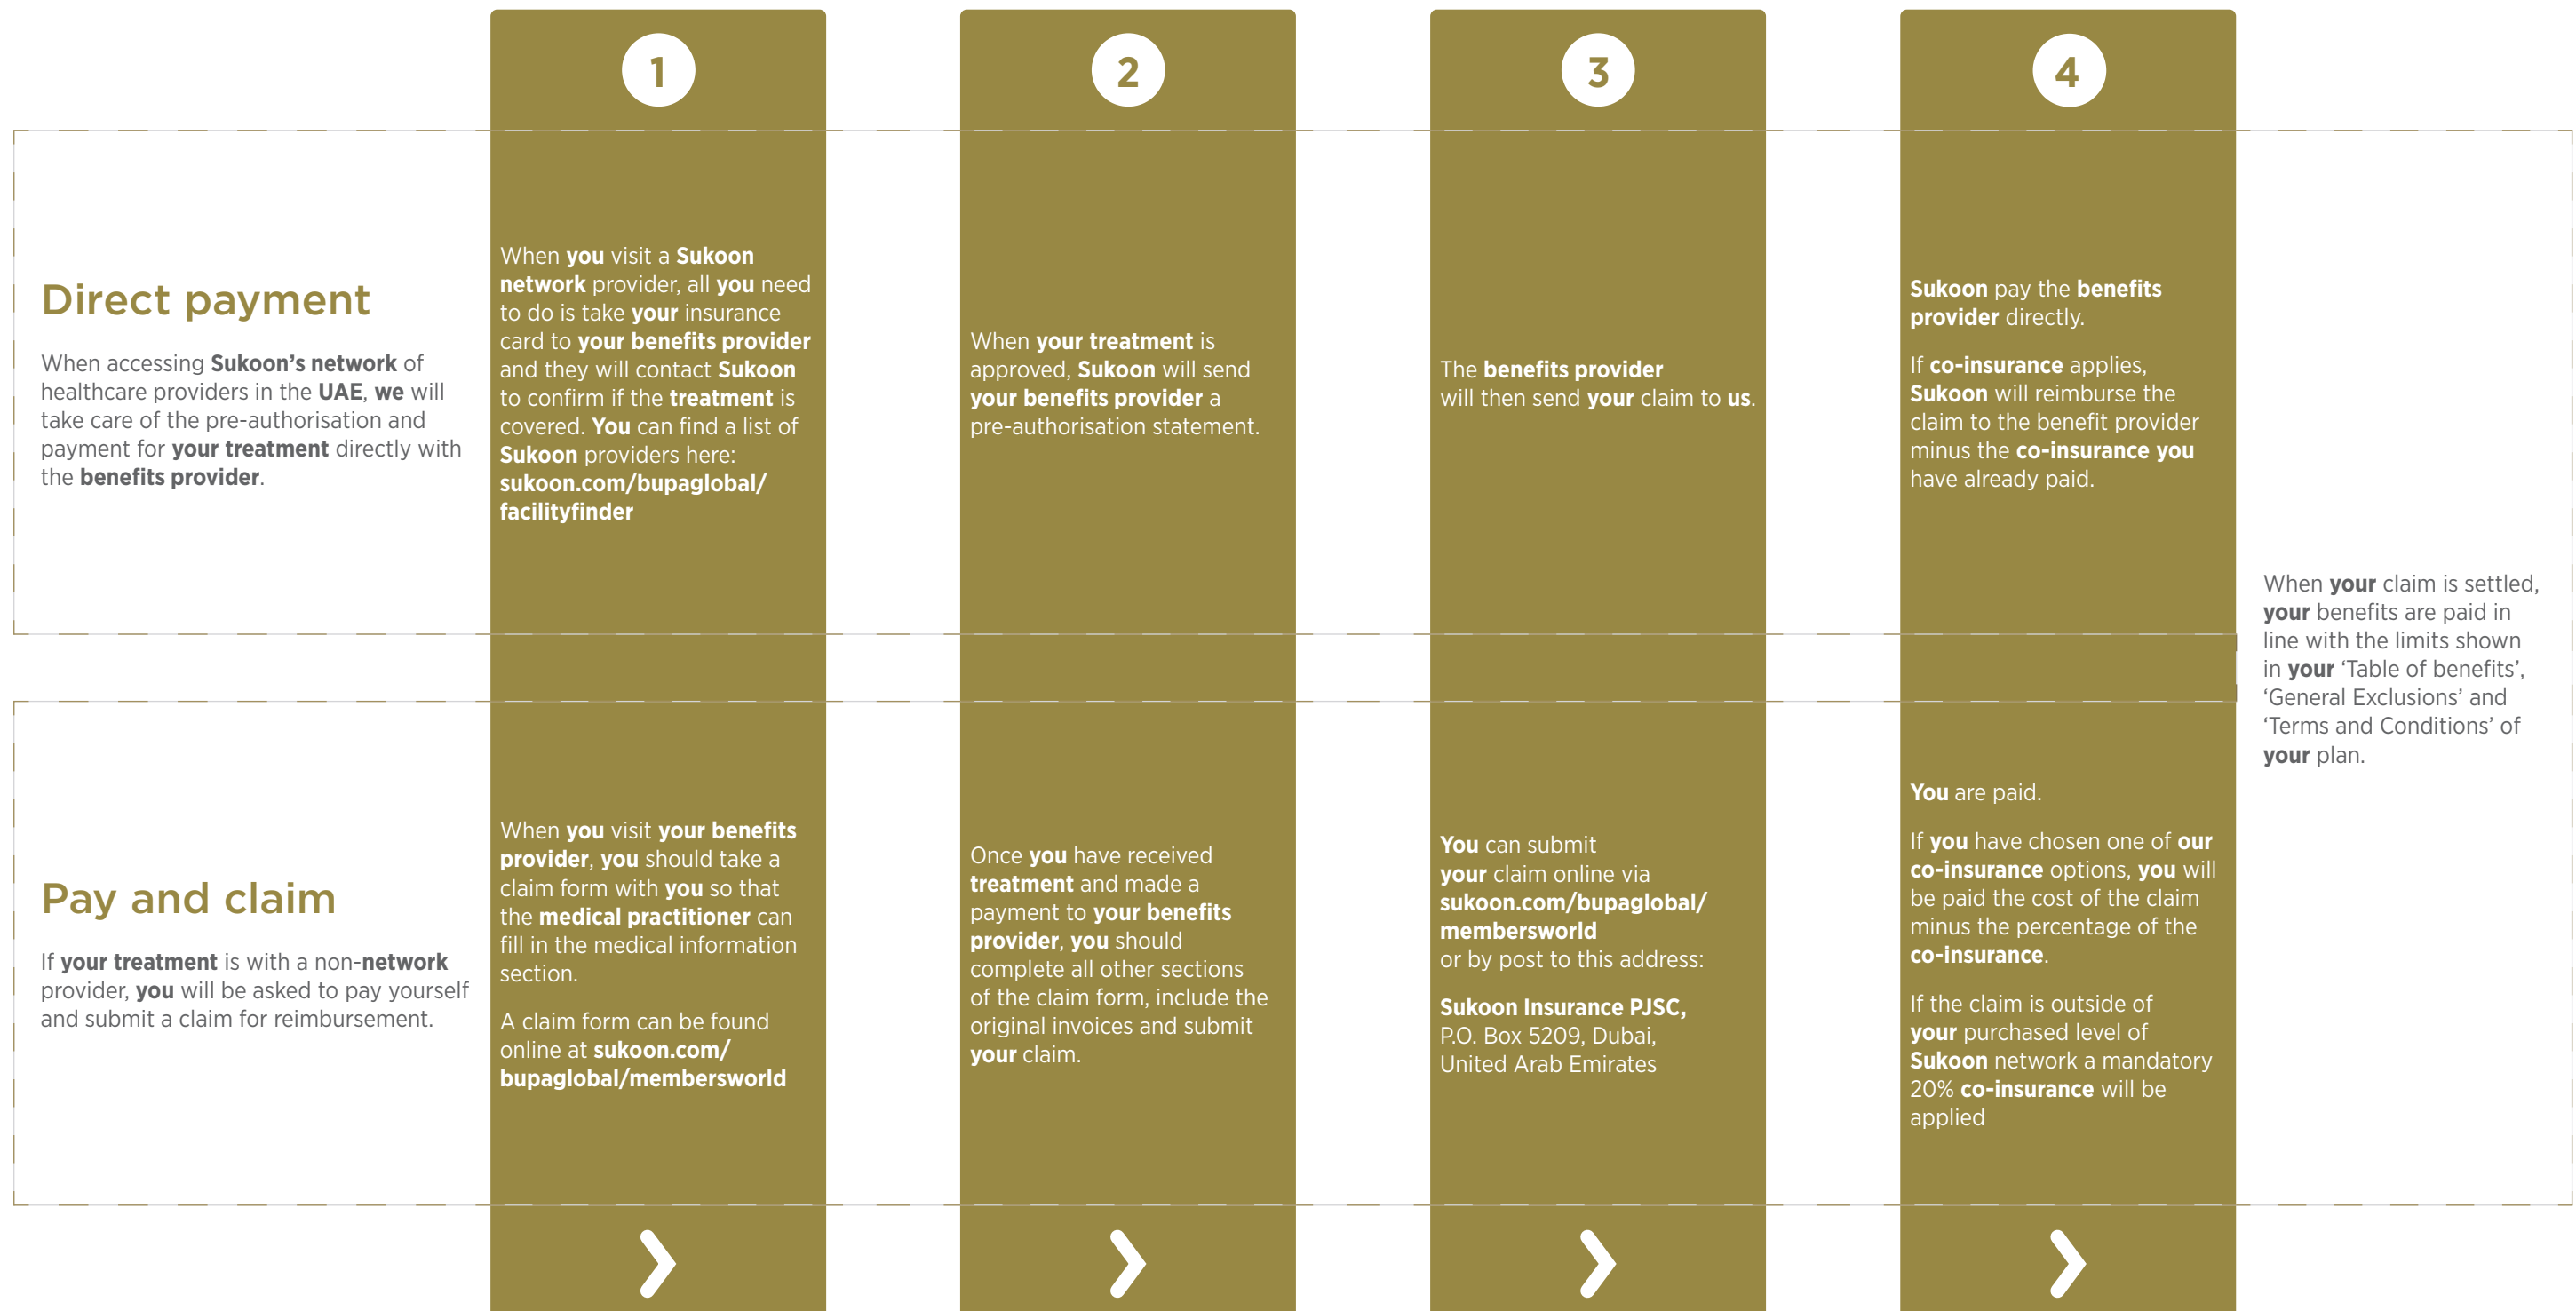 1
2
3
4
Direct payment
When accessing Sukoon's network of
healthcare providers in the UAE, we will
take care of the pre-authorisation and
payment for your treatment directly with
the benefits provider.
When you visit a Sukoon
network provider, all you need
to do is take your insurance
card to your benefits provider
and they will contact Sukoon
to confirm if the treatment is
covered. You can find a list of
Sukoon providers here:
sukoon.com/bupaglobal/
facilityfinder
When your treatment is
approved, Sukoon will send
your benefits provider a
pre-authorisation statement.
The benefits provider
will then send your claim to us.
Sukoon pay the benefits
provider directly.
If co-insurance applies,
Sukoon will reimburse the
claim to the benefit provider
minus the co-insurance you
have already paid.
Pay and claim
If your treatment is with a non-network
provider, you will be asked to pay yourself
and submit a claim for reimbursement.
When you visit your benefits
provider, you should take a
claim form with you so that
the medical practitioner can
fill in the medical information
section.
A claim form can be found
online at sukoon.com/
bupaglobal/membersworld
Once you have received
treatment and made a
payment to your benefits
provider, you should
complete all other sections
of the claim form, include the
original invoices and submit
your claim.
You can submit
your claim online via
sukoon.com/bupaglobal/
membersworld
or by post to this address:
Sukoon Insurance PJSC,
P.O. Box 5209, Dubai,
United Arab Emirates
You are paid.
If you have chosen one of our
co-insurance options, you will
be paid the cost of the claim
minus the percentage of the
co-insurance.
If the claim is outside of
your purchased level of
Sukoon network a mandatory
20% co-insurance will be
applied
When your claim is settled,
your benefits are paid in
line with the limits shown
in your ‘Table of benefits’,
‘General Exclusions’ and
‘Terms and Conditions’ of
your plan.